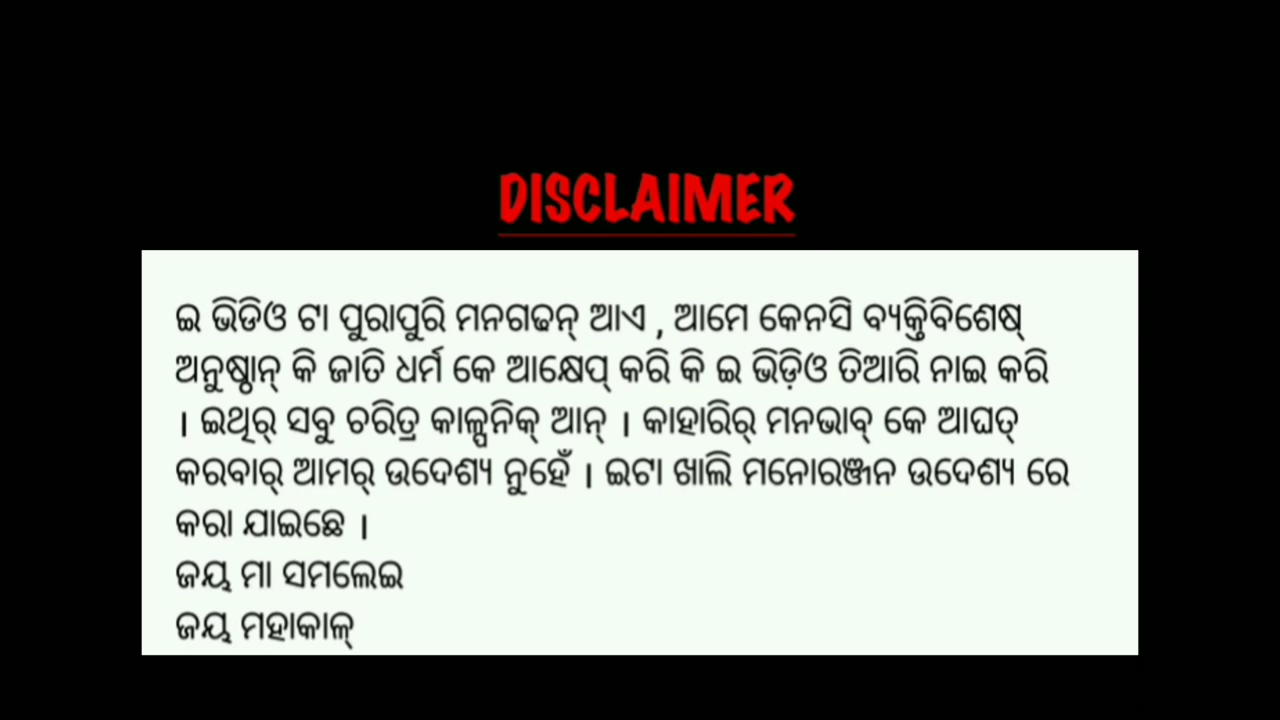 DISCLAIMER
ଇ ଭିଡିଓ ଟା ପୁରାପୁରି ମନଗଢନ୍ ଆଏ , ଆମେ କେନସି ବ୍ୟକ୍ତିବିଶେଷ୍
ଅନୁଷ୍ଠାନ୍ କି ଜାତି ଧର୍ମ କେ ଆକ୍ଷେପ୍ କରି କି ଇ ଭିଡ଼ିଓ ତିଆରି ନାଇ କରି
। ଇଥିର୍ ସବୁ ଚରିତ୍ର କାଳ୍ପନିକ୍ ଆନ୍ । କାହାରିର୍ ମନଭାବ୍ କେ ଆଘତ୍
କରବାର୍ ଆମର୍ ଉଦେଶ୍ୟ ନୁହେଁ । ଇଟା ଖାଲି ମନୋରଞ୍ଜନ ଉଦେଶ୍ୟ ରେ
କରା ଯାଇଛେ ।
ଜୟ ମା ସମଲେଇ
ଜୟ ମହାକାଳ୍